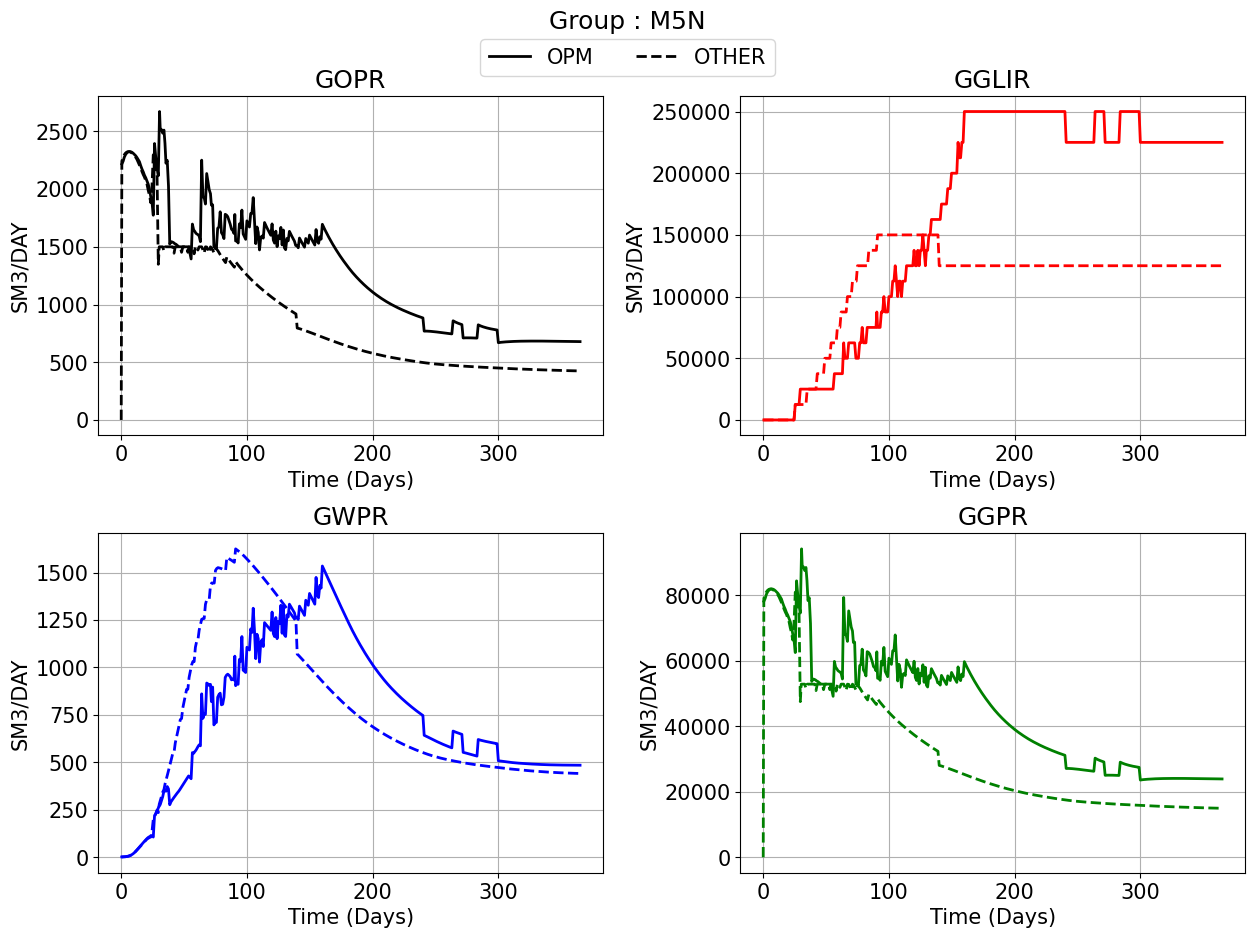 Group : M5N
OPM OTHER
GOPR
SM3/DAY
2500
2000
1500
1000
500
0
0 100 200 300
Time (Days)
GGLIR
SM3/DAY
250000
200000
150000
100000
50000
0
0 100 200 300
Time (Days)
GWPR
SM3/DAY
1500
1250
1000
750
500
250
0
0 100 200 300
Time (Days)
GGPR
SM3/DAY
80000
60000
40000
20000
0
0 100 200 300
Time (Days)